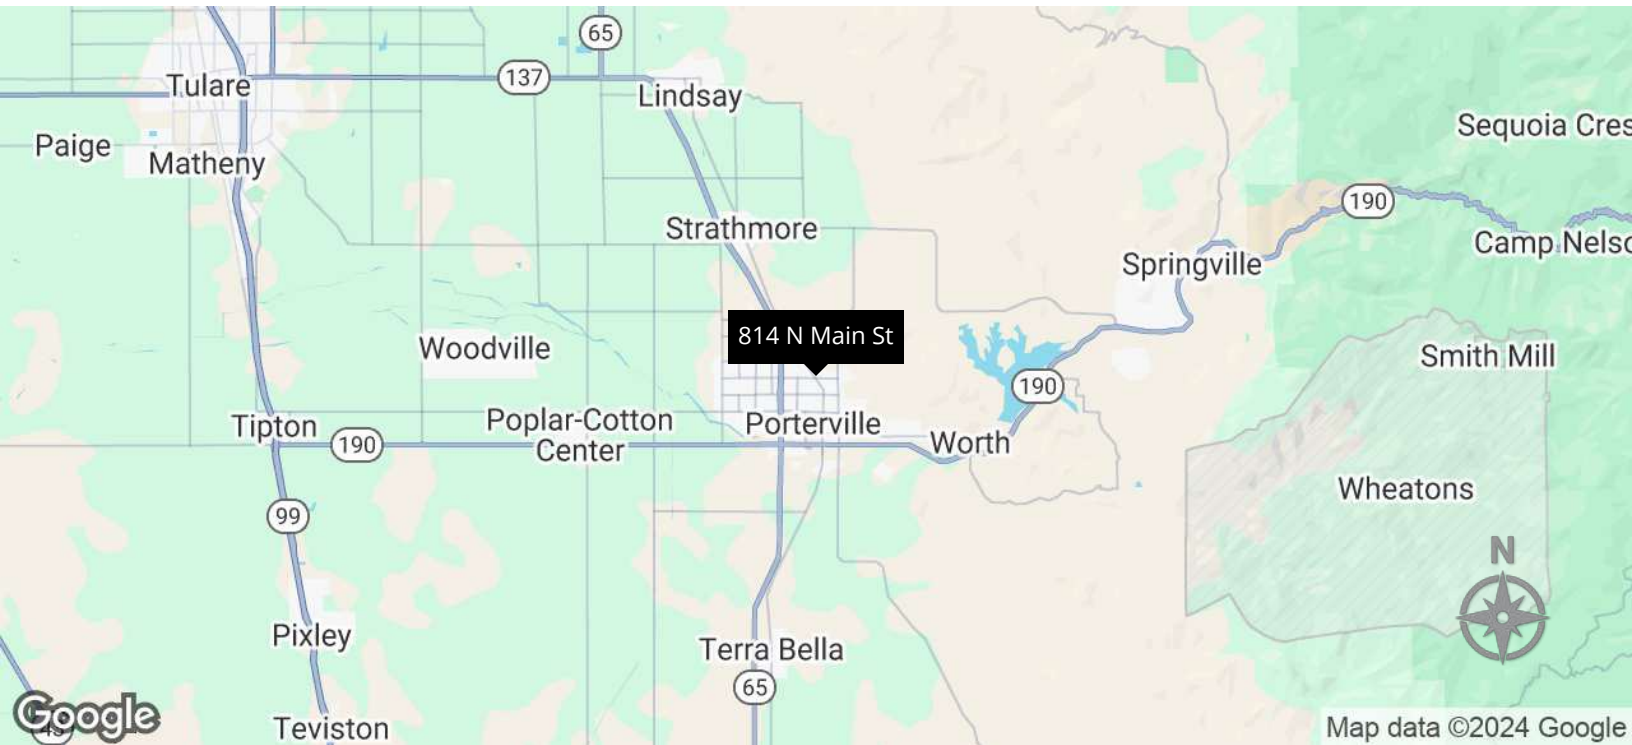 65
137
Tulare
Lindsay
Sequoia Cres
Paige
Matheny
190
Strathmore
Camp Nelso
Springville
814 N Main St
Woodville
Smith Mill
190
Tipton
190
Poplar-Cotton
Center
Porterville
Worth
Wheatons
99
N
Pixley
Terra Bella
65
Google
43
Teviston
Map data ©2024 Google